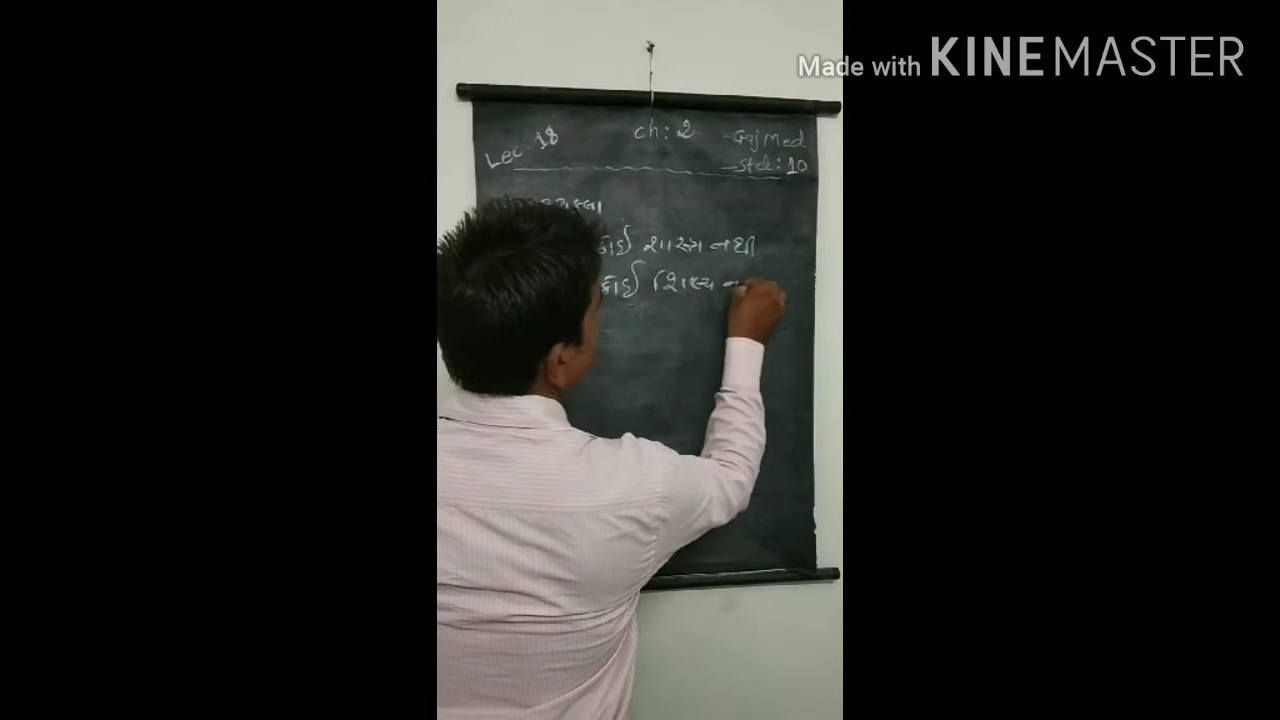 Made with KINEMASTER
Lec: 18 ch: 2 - Guj Med
- Std: 10
કોઈ શાસ્ત્ર નથી
કોઈ શિલ્પ ન